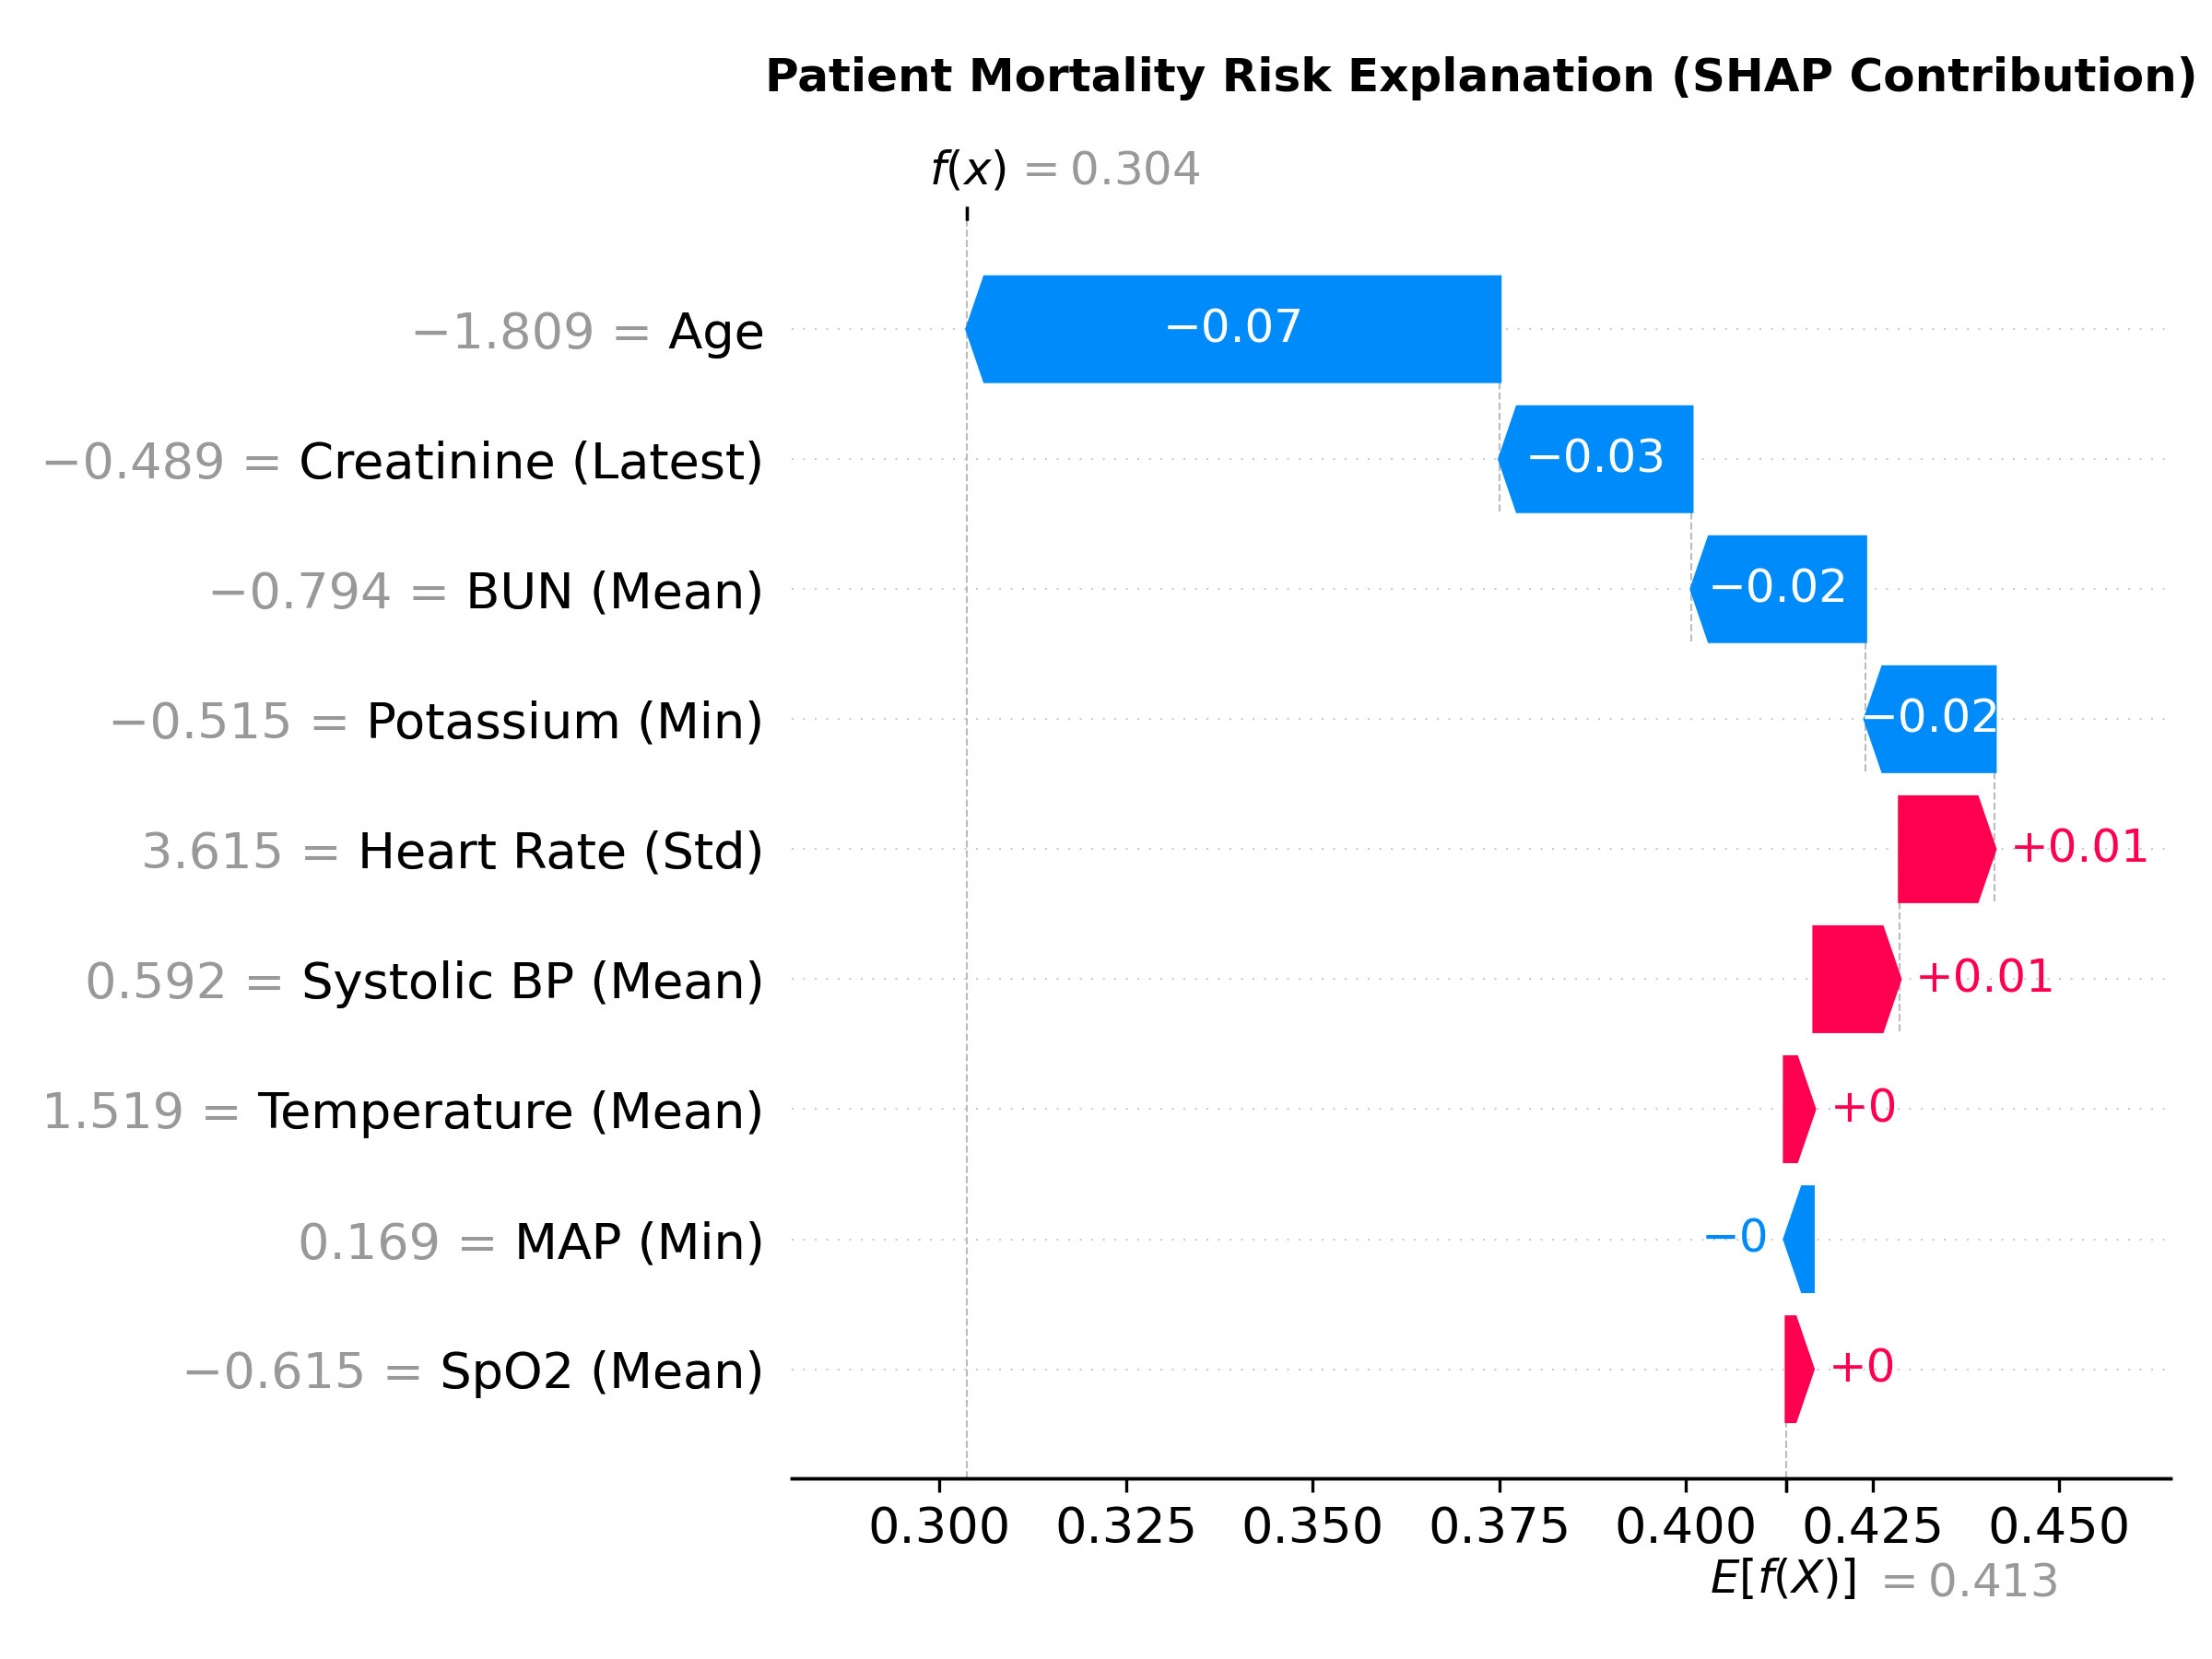 Patient Mortality Risk Explanation (SHAP Contribution)
f(x) = 0.304
−1.809 = Age −0.07
−0.489 = Creatinine (Latest) −0.03
−0.794 = BUN (Mean) −0.02
−0.515 = Potassium (Min) −0.02
3.615 = Heart Rate (Std) +0.01
0.592 = Systolic BP (Mean) +0.01
1.519 = Temperature (Mean) +0
0.169 = MAP (Min) −0
−0.615 = SpO2 (Mean) +0
0.300 0.325 0.350 0.375 0.400 0.425 0.450
E[f(X)] = 0.413